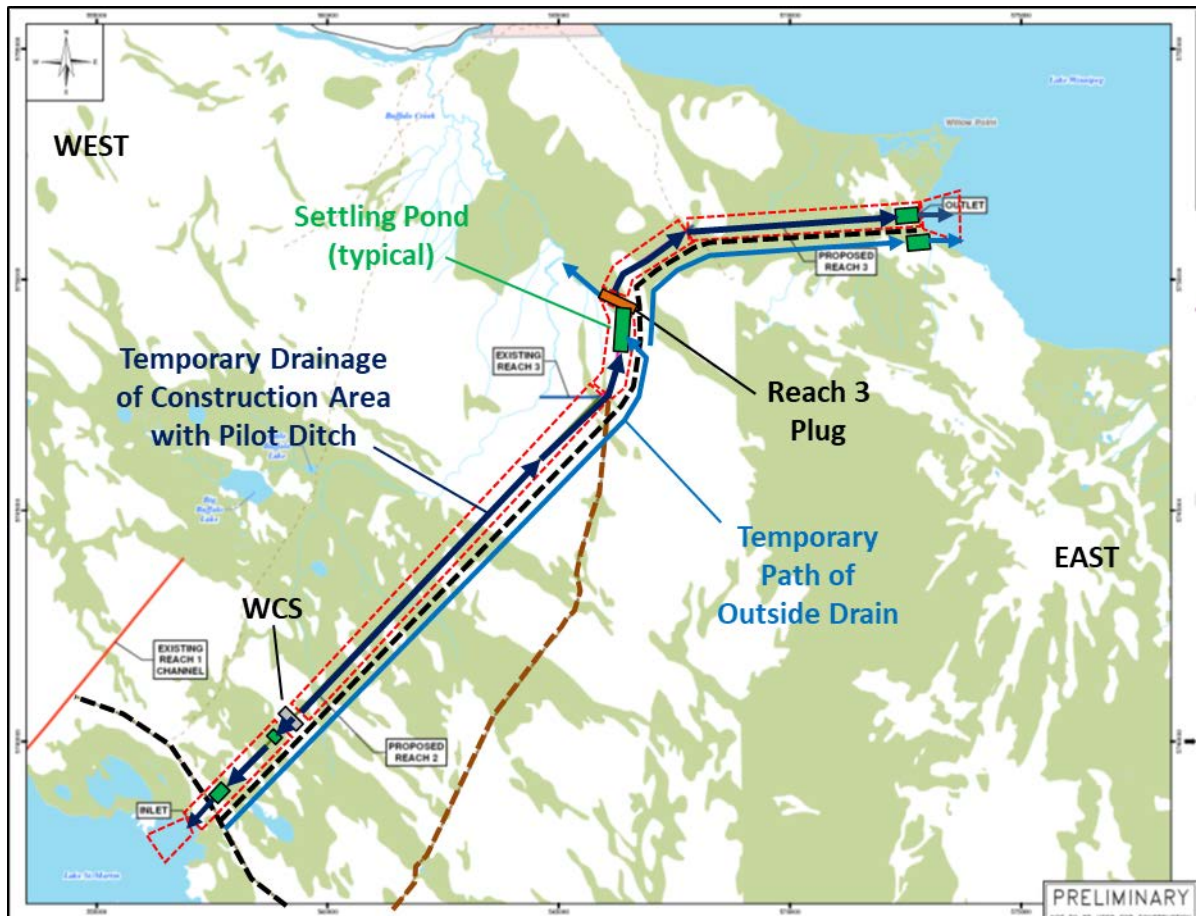 N
W
E
S
Lake Winnipeg
Buffalo Creek
Willow Point
WEST
Settling Pond
(typical)
OUTLET
PROPOSED
REACH 3
EXISTING
REACH 3
Temporary Drainage
of Construction Area
with Pilot Ditch
Reach 3
Plug
Big
Buffalo
Lake
Temporary
Path of
Outside Drain
EAST
WCS
EXISTING
REACH 1
CHANNEL
PROPOSED
REACH 2
INLET
Lake St. Martin
PRELIMINARY